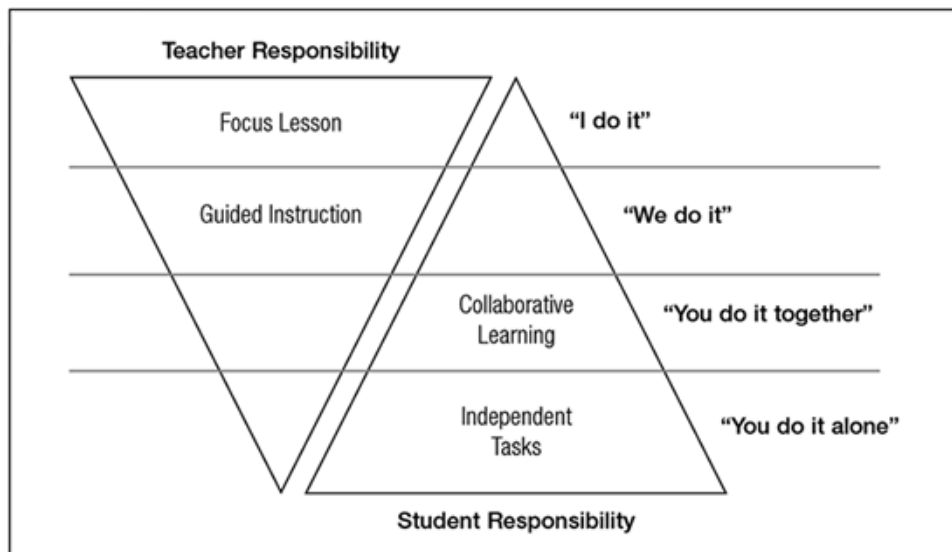 Teacher Responsibility
Focus Lesson
“I do it”
Guided Instruction
“We do it”
Collaborative
Learning
“You do it together”
Independent
Tasks
“You do it alone”
Student Responsibility